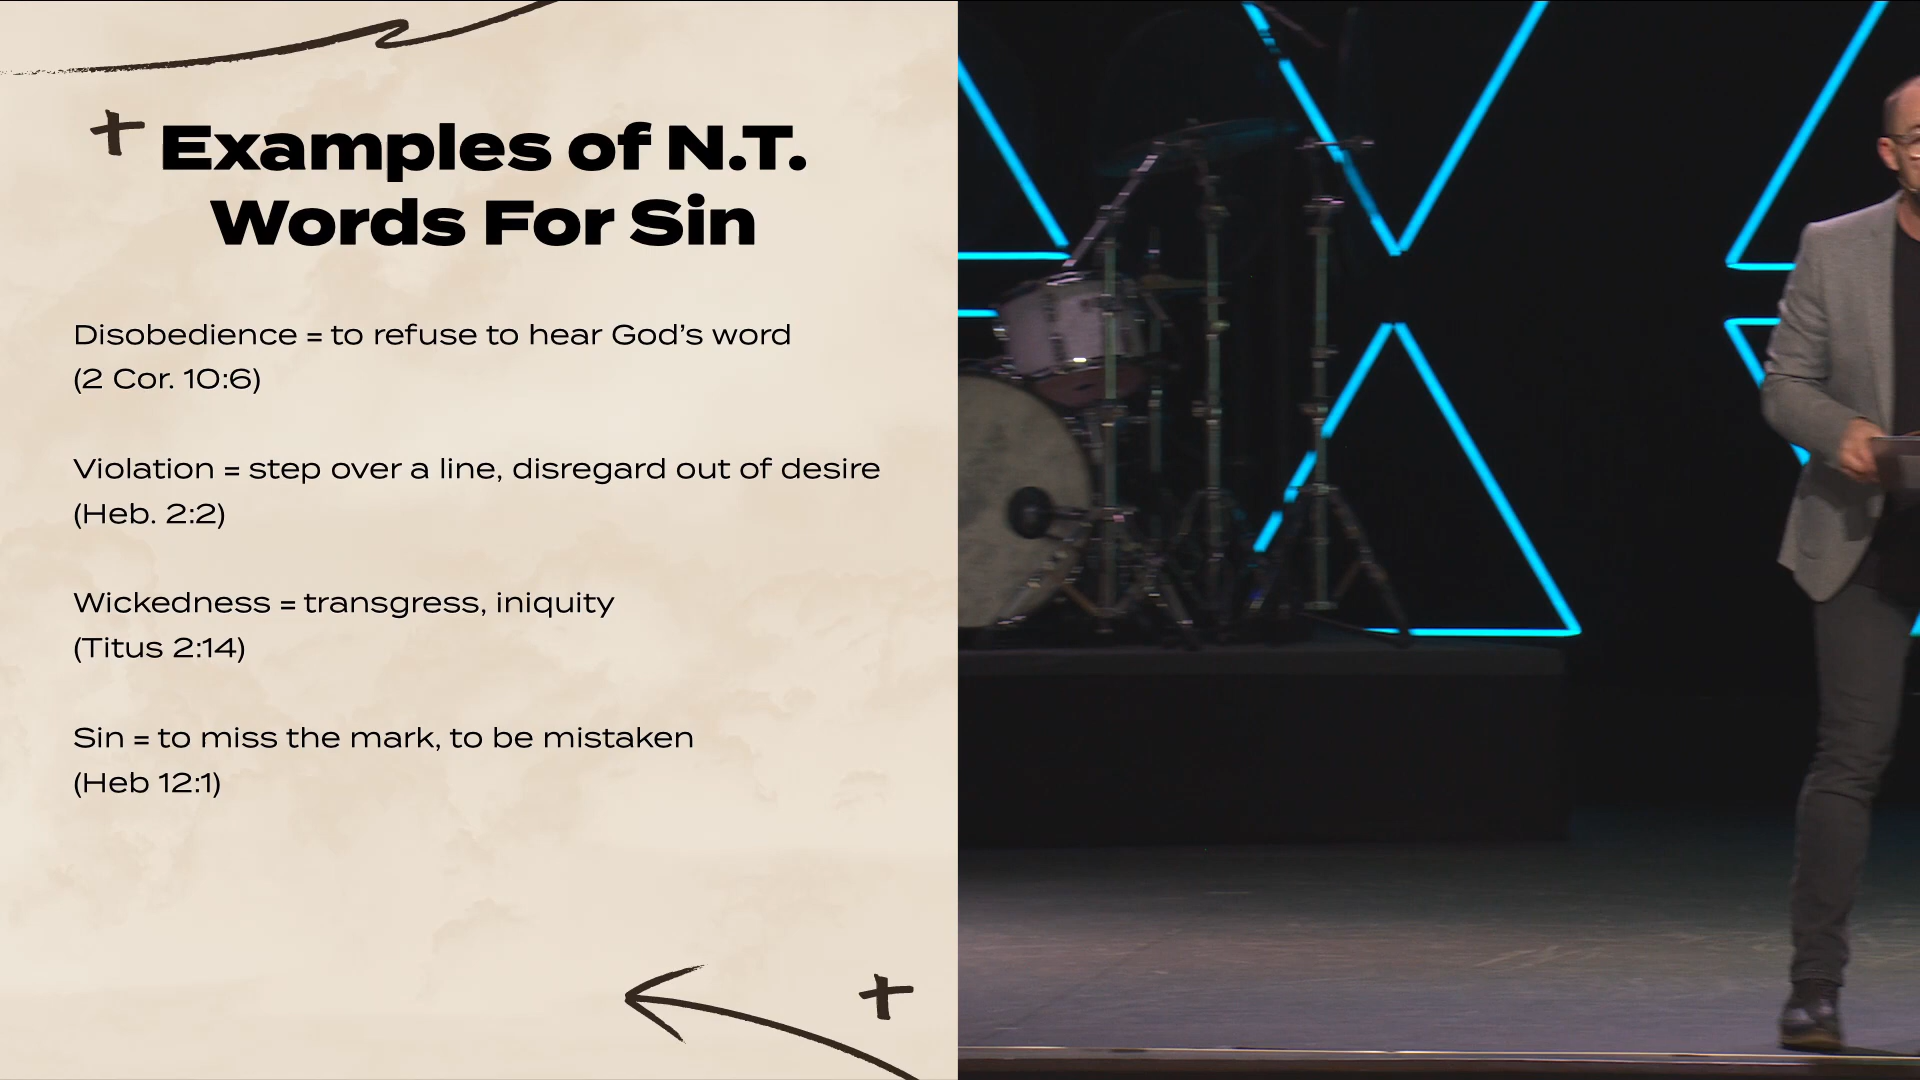 Examples of N.T.
Words For Sin
Disobedience = to refuse to hear God's word
(2 Cor. 10:6)
Violation = step over a line, disregard out of desire
(Heb. 2:2)
Wickedness = transgress, iniquity
(Titus 2:14)
Sin = to miss the mark, to be mistaken
(Heb 12:1)